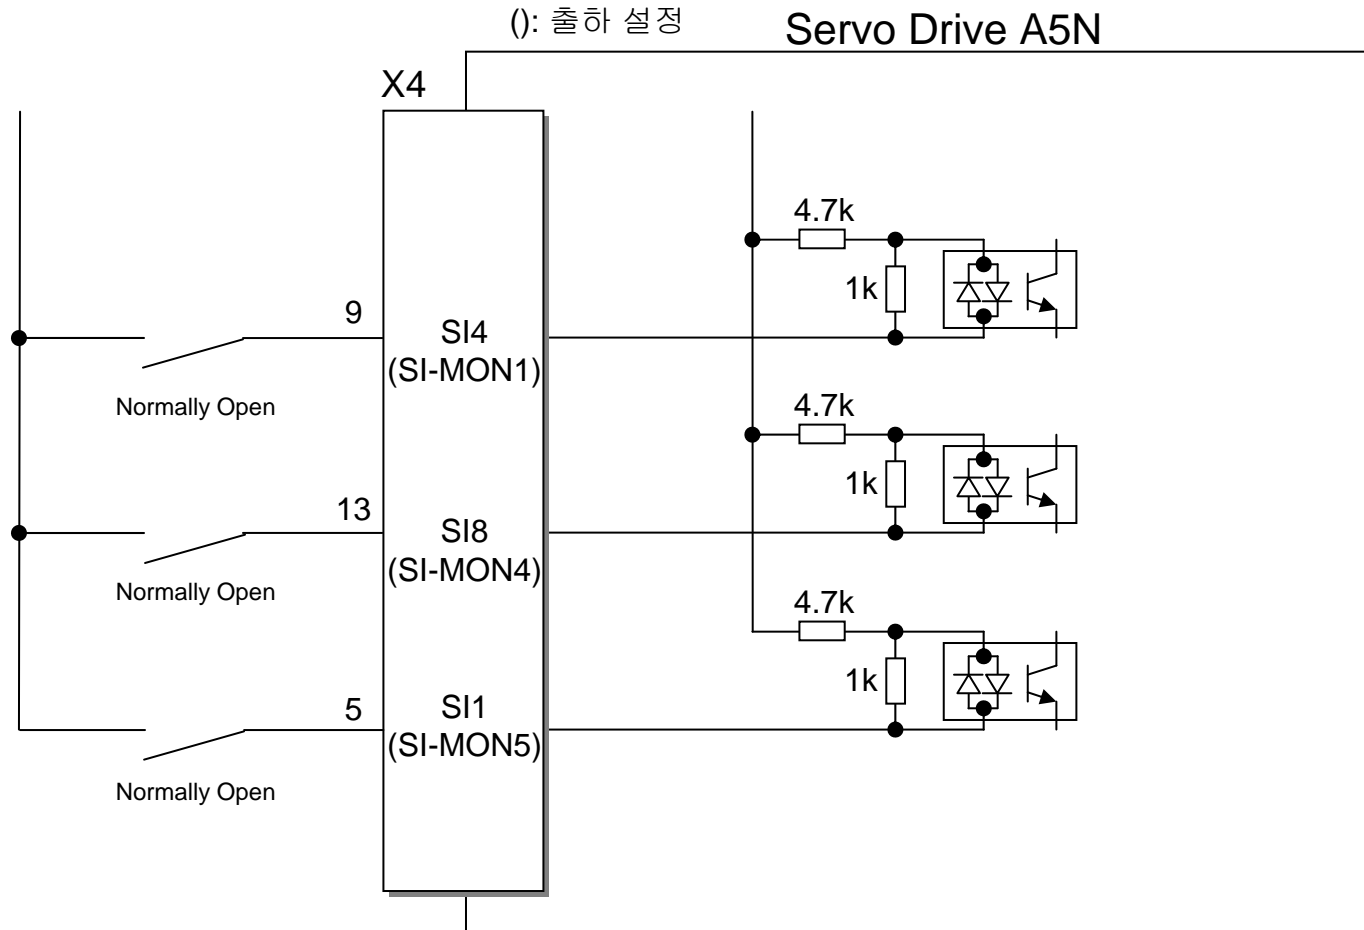 (): 출하 설정
Servo Drive A5N
X4
4.7k
1k
9
SI4
(SI-MON1)
Normally Open
4.7k
1k
13
SI8
(SI-MON4)
Normally Open
4.7k
1k
5
SI1
(SI-MON5)
Normally Open